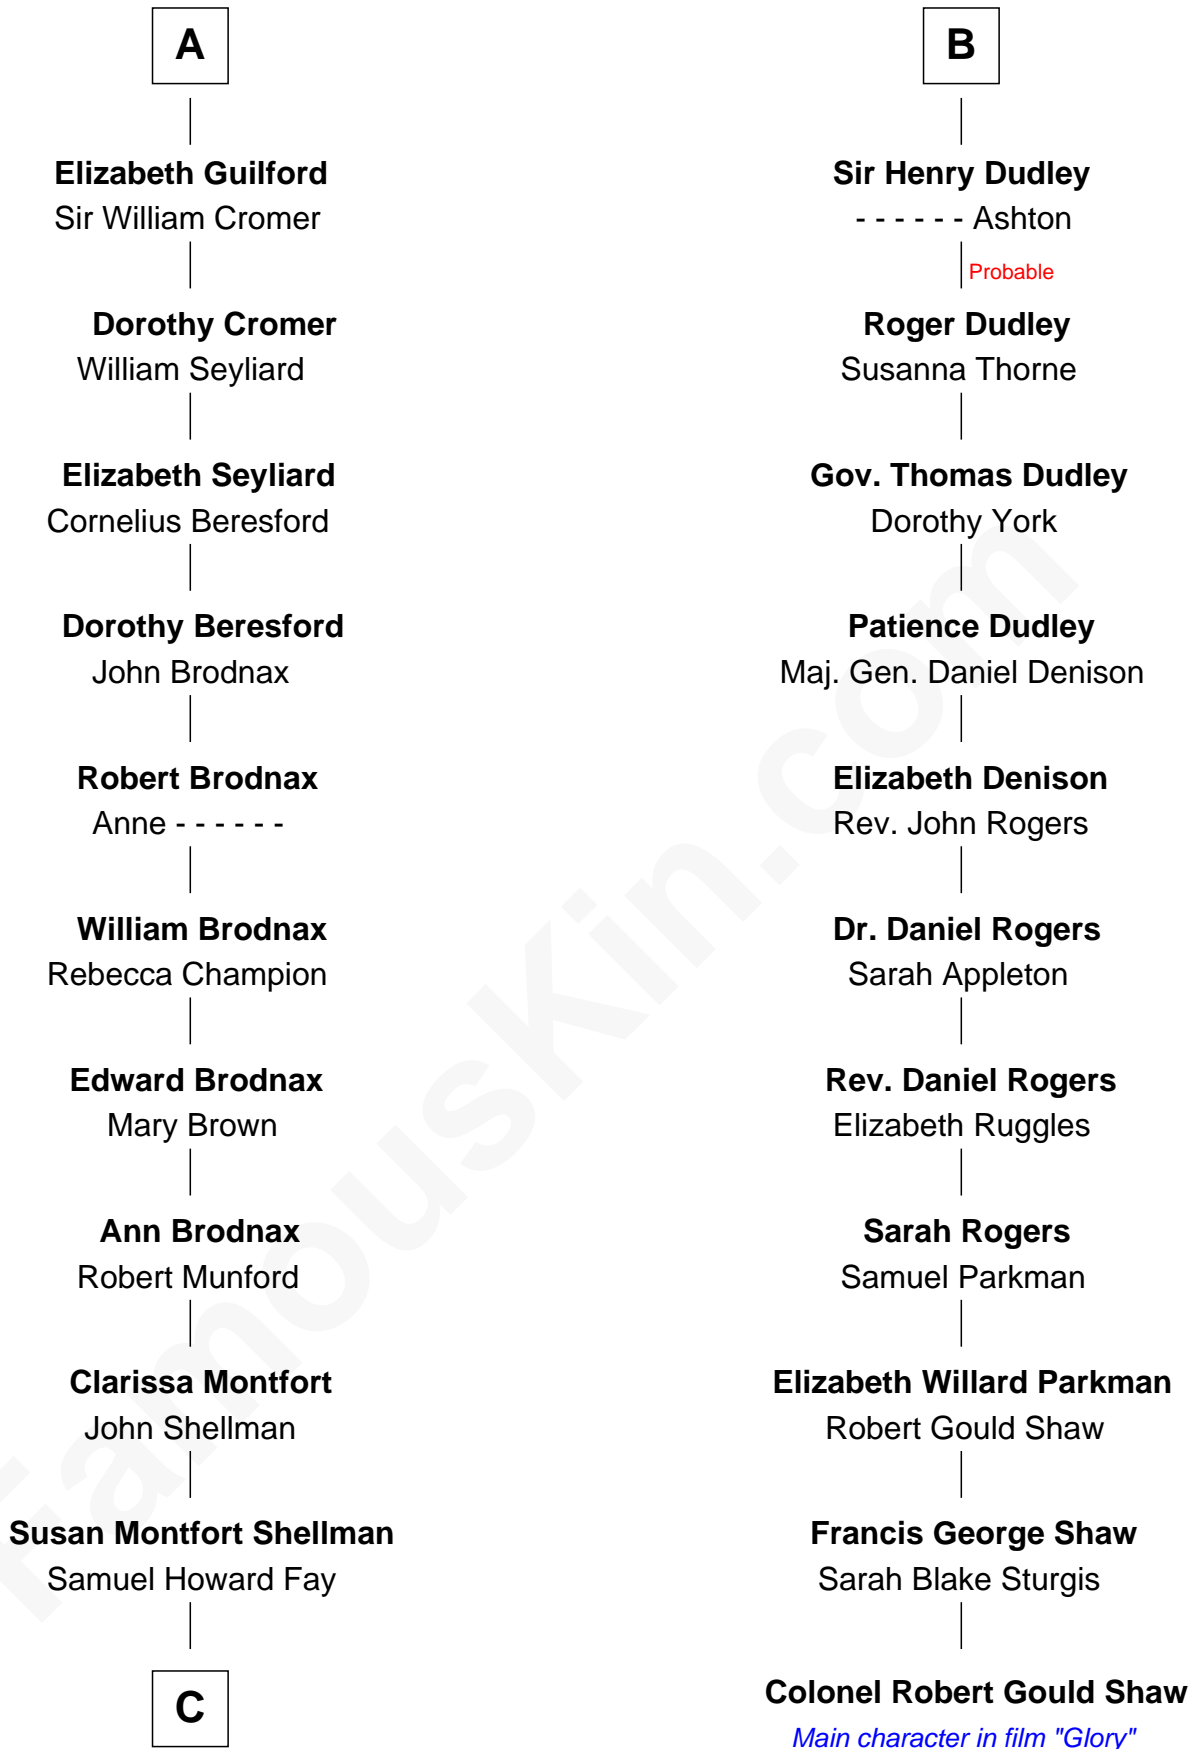 A
Elizabeth Guilford
Sir William Cromer
Dorothy Cromer
William Seyliard
Elizabeth Seyliard
Cornelius Beresford
Dorothy Beresford
John Brodnax
Robert Brodnax
Anne - - - - - -
William Brodnax
Rebecca Champion
Edward Brodnax
Mary Brown
Ann Brodnax
Robert Munford
Clarissa Montfort
John Shellman
Susan Montfort Shellman
Samuel Howard Fay
C
B
Sir Henry Dudley
- - - - - - Ashton
Probable
Roger Dudley
Susanna Thorne
Gov. Thomas Dudley
Dorothy York
Patience Dudley
Maj. Gen. Daniel Denison
Elizabeth Denison
Rev. John Rogers
Dr. Daniel Rogers
Sarah Appleton
Rev. Daniel Rogers
Elizabeth Ruggles
Sarah Rogers
Samuel Parkman
Elizabeth Willard Parkman
Robert Gould Shaw
Francis George Shaw
Sarah Blake Sturgis
Colonel Robert Gould Shaw
Main character in film "Glory"
FamousKin.com